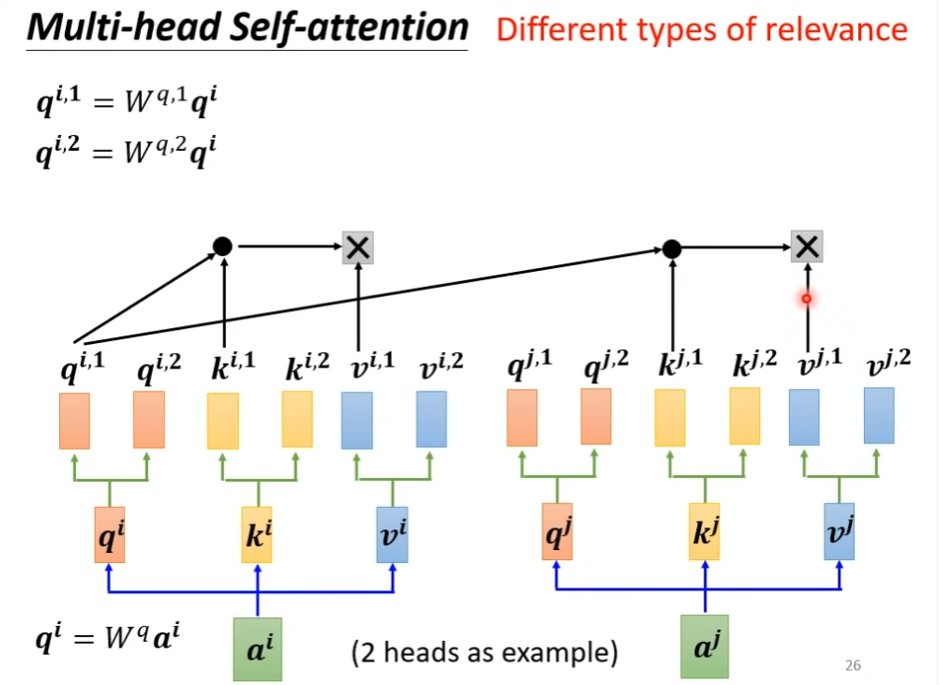 Multi-head Self-attention Different types of relevance
q^{i,1} = W^{q,1}q^i
q^{i,2} = W^{q,2}q^i
q^{i,1} q^{i,2} k^{i,1} k^{i,2} v^{i,1} v^{i,2} q^{j,1} q^{j,2} k^{j,1} k^{j,2} v^{j,1} v^{j,2}
q^i k^i v^i q^j k^j v^j
q^i = W^q a^i a^i (2 heads as example) a^j
26